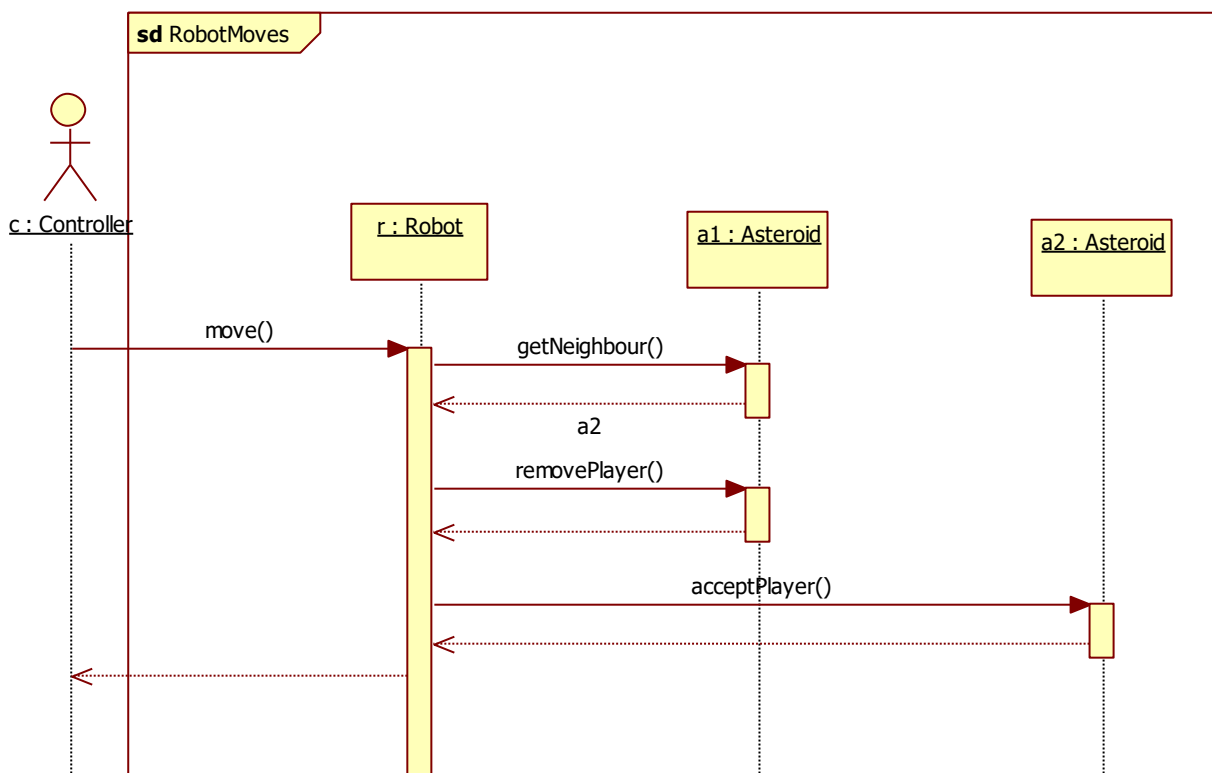 sd RobotMoves
c : Controller
r : Robot
a1 : Asteroid
a2 : Asteroid
move()
getNeighbour()
a2
removePlayer()
acceptPlayer()